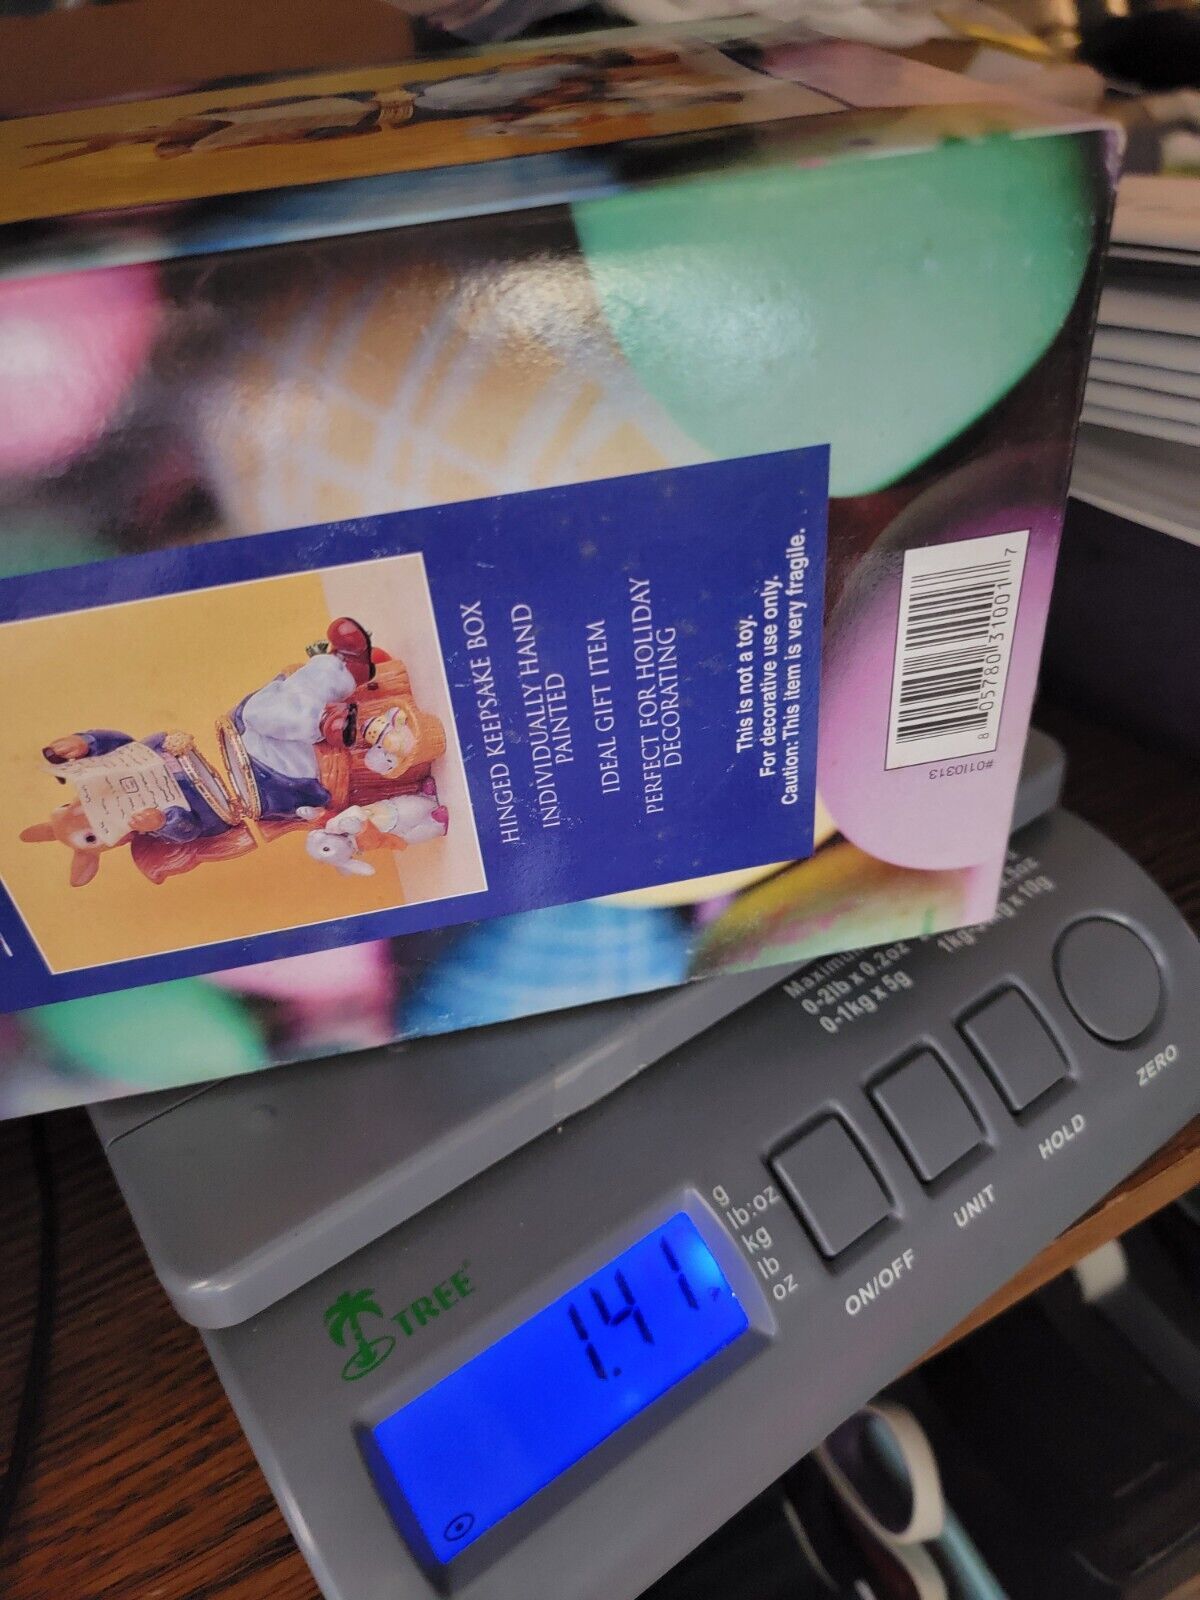 HINGED KEEPSAKE BOX
INDIVIDUALLY HAND
PAINTED
IDEAL GIFT ITEM
PERFECT FOR HOLIDAY
DECORATING
This is not a toy.
For decorative use only.
Caution: This item is very fragile.
8 05780 31001 7
#0110313
0-2lb x 0.2oz
0-1kg x 5g
g
lb:oz
kg
lb
oz
ON/OFF
UNIT
HOLD
ZERO
TREE
1.41